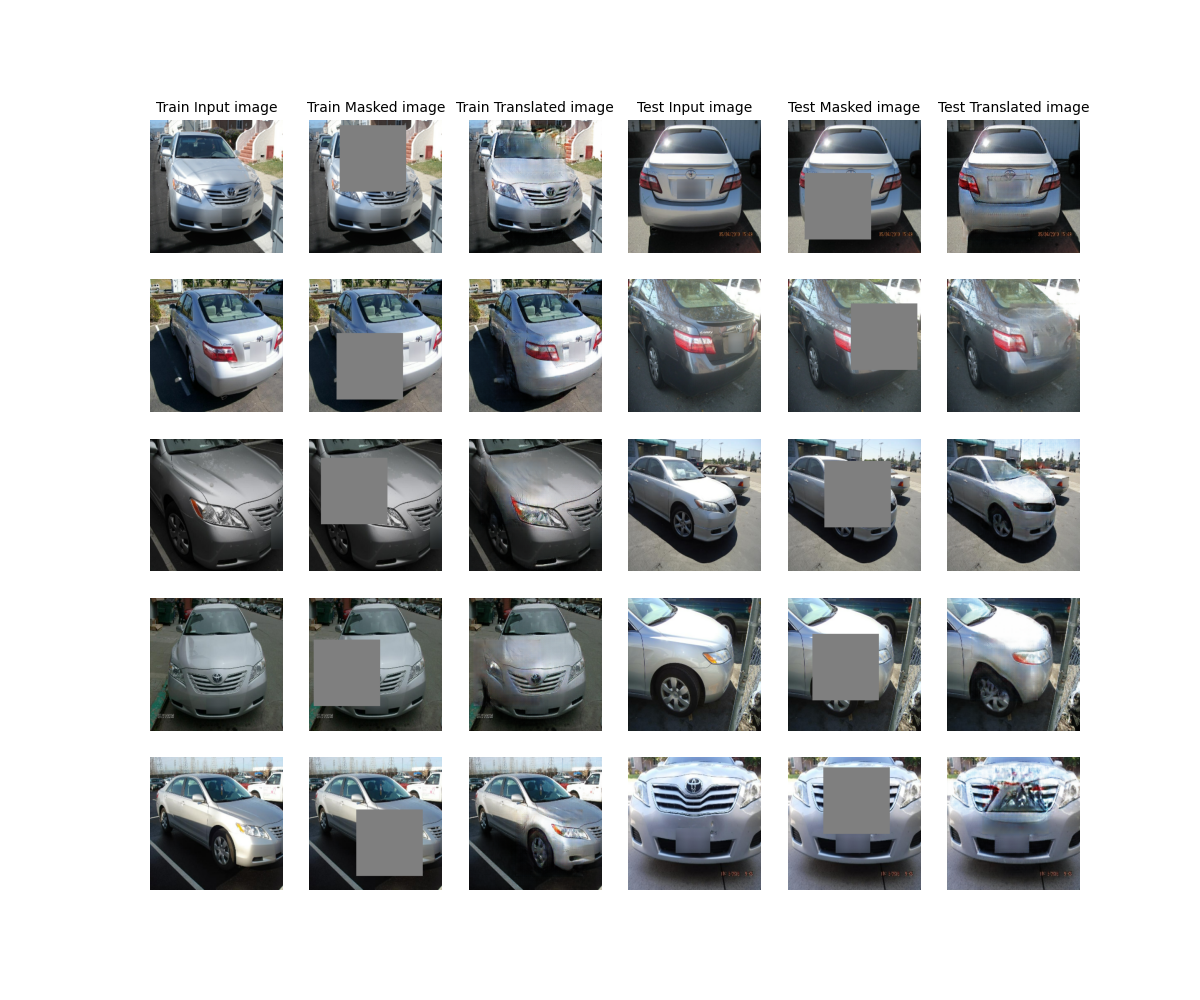 Train Input image
Train Masked image
Train Translated image
Test Input image
Test Masked image
Test Translated image